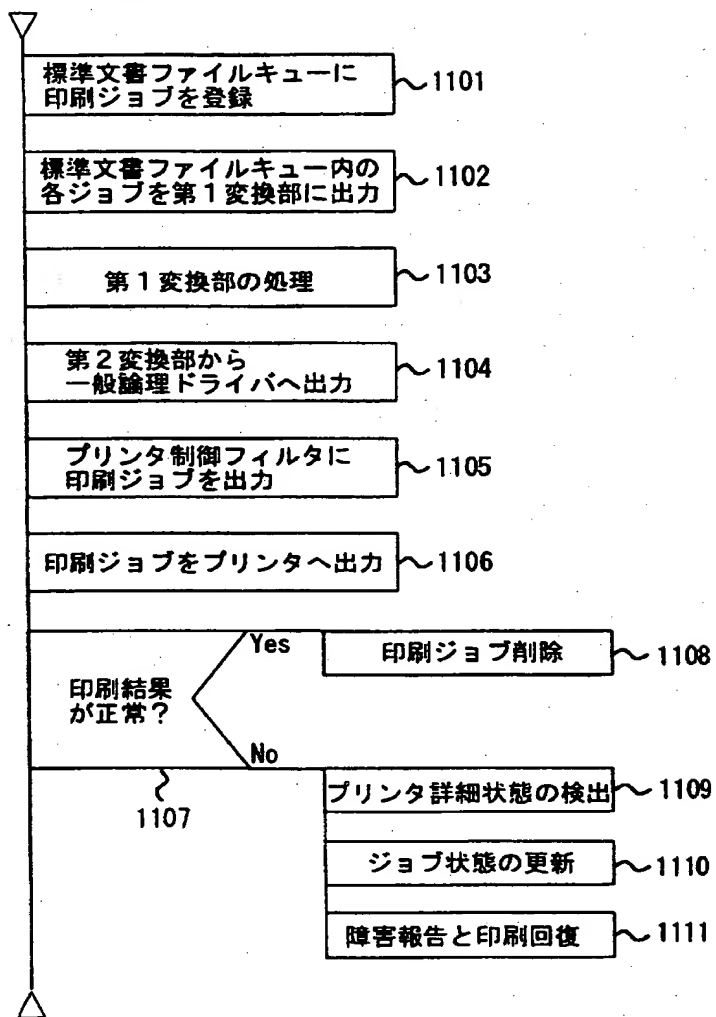 標準文書ファイルキューに
印刷ジョブを登録
1101
標準文書ファイルキュー内の
各ジョブを第1変換部に出力
1102
第1変換部の処理
1103
第2変換部から
一般論理ドライバへ出力
1104
プリンタ制御フィルタに
印刷ジョブを出力
1105
印刷ジョブをプリンタへ出力
1106
印刷結果
が正常?
1107
Yes
印刷ジョブ削除
1108
No
プリンタ詳細状態の検出
1109
ジョブ状態の更新
1110
障害報告と印刷回復
1111